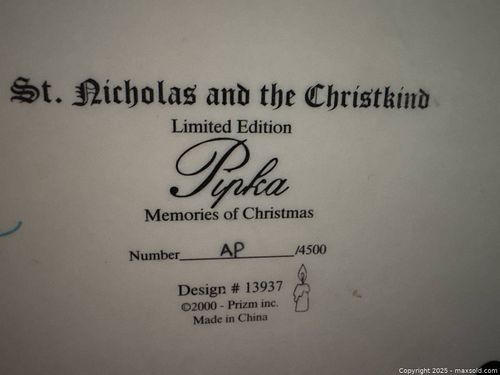 St. Nicholas and the Christkind
Limited Edition
Pipka
Memories of Christmas
Number AP /4500
Design # 13937
©2000 - Prizm inc.
Made in China
Copyright 2025 - maxsold.com